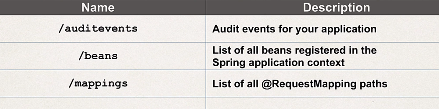 Name Description
/auditevents Audit events for your application
/beans List of all beans registered in the
Spring application context
/mappings List of all @RequestMapping paths